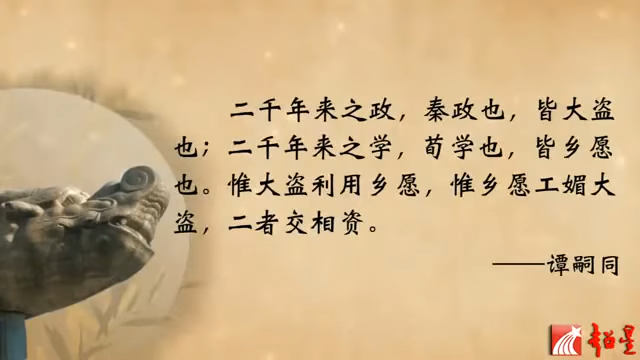 二千年来之政，秦政也，皆大盗
也；二千年来之学，荀学也，皆乡愿
也。惟大盗利用乡愿，惟乡愿工媚大
盗，二者交相资。
——谭嗣同
超星